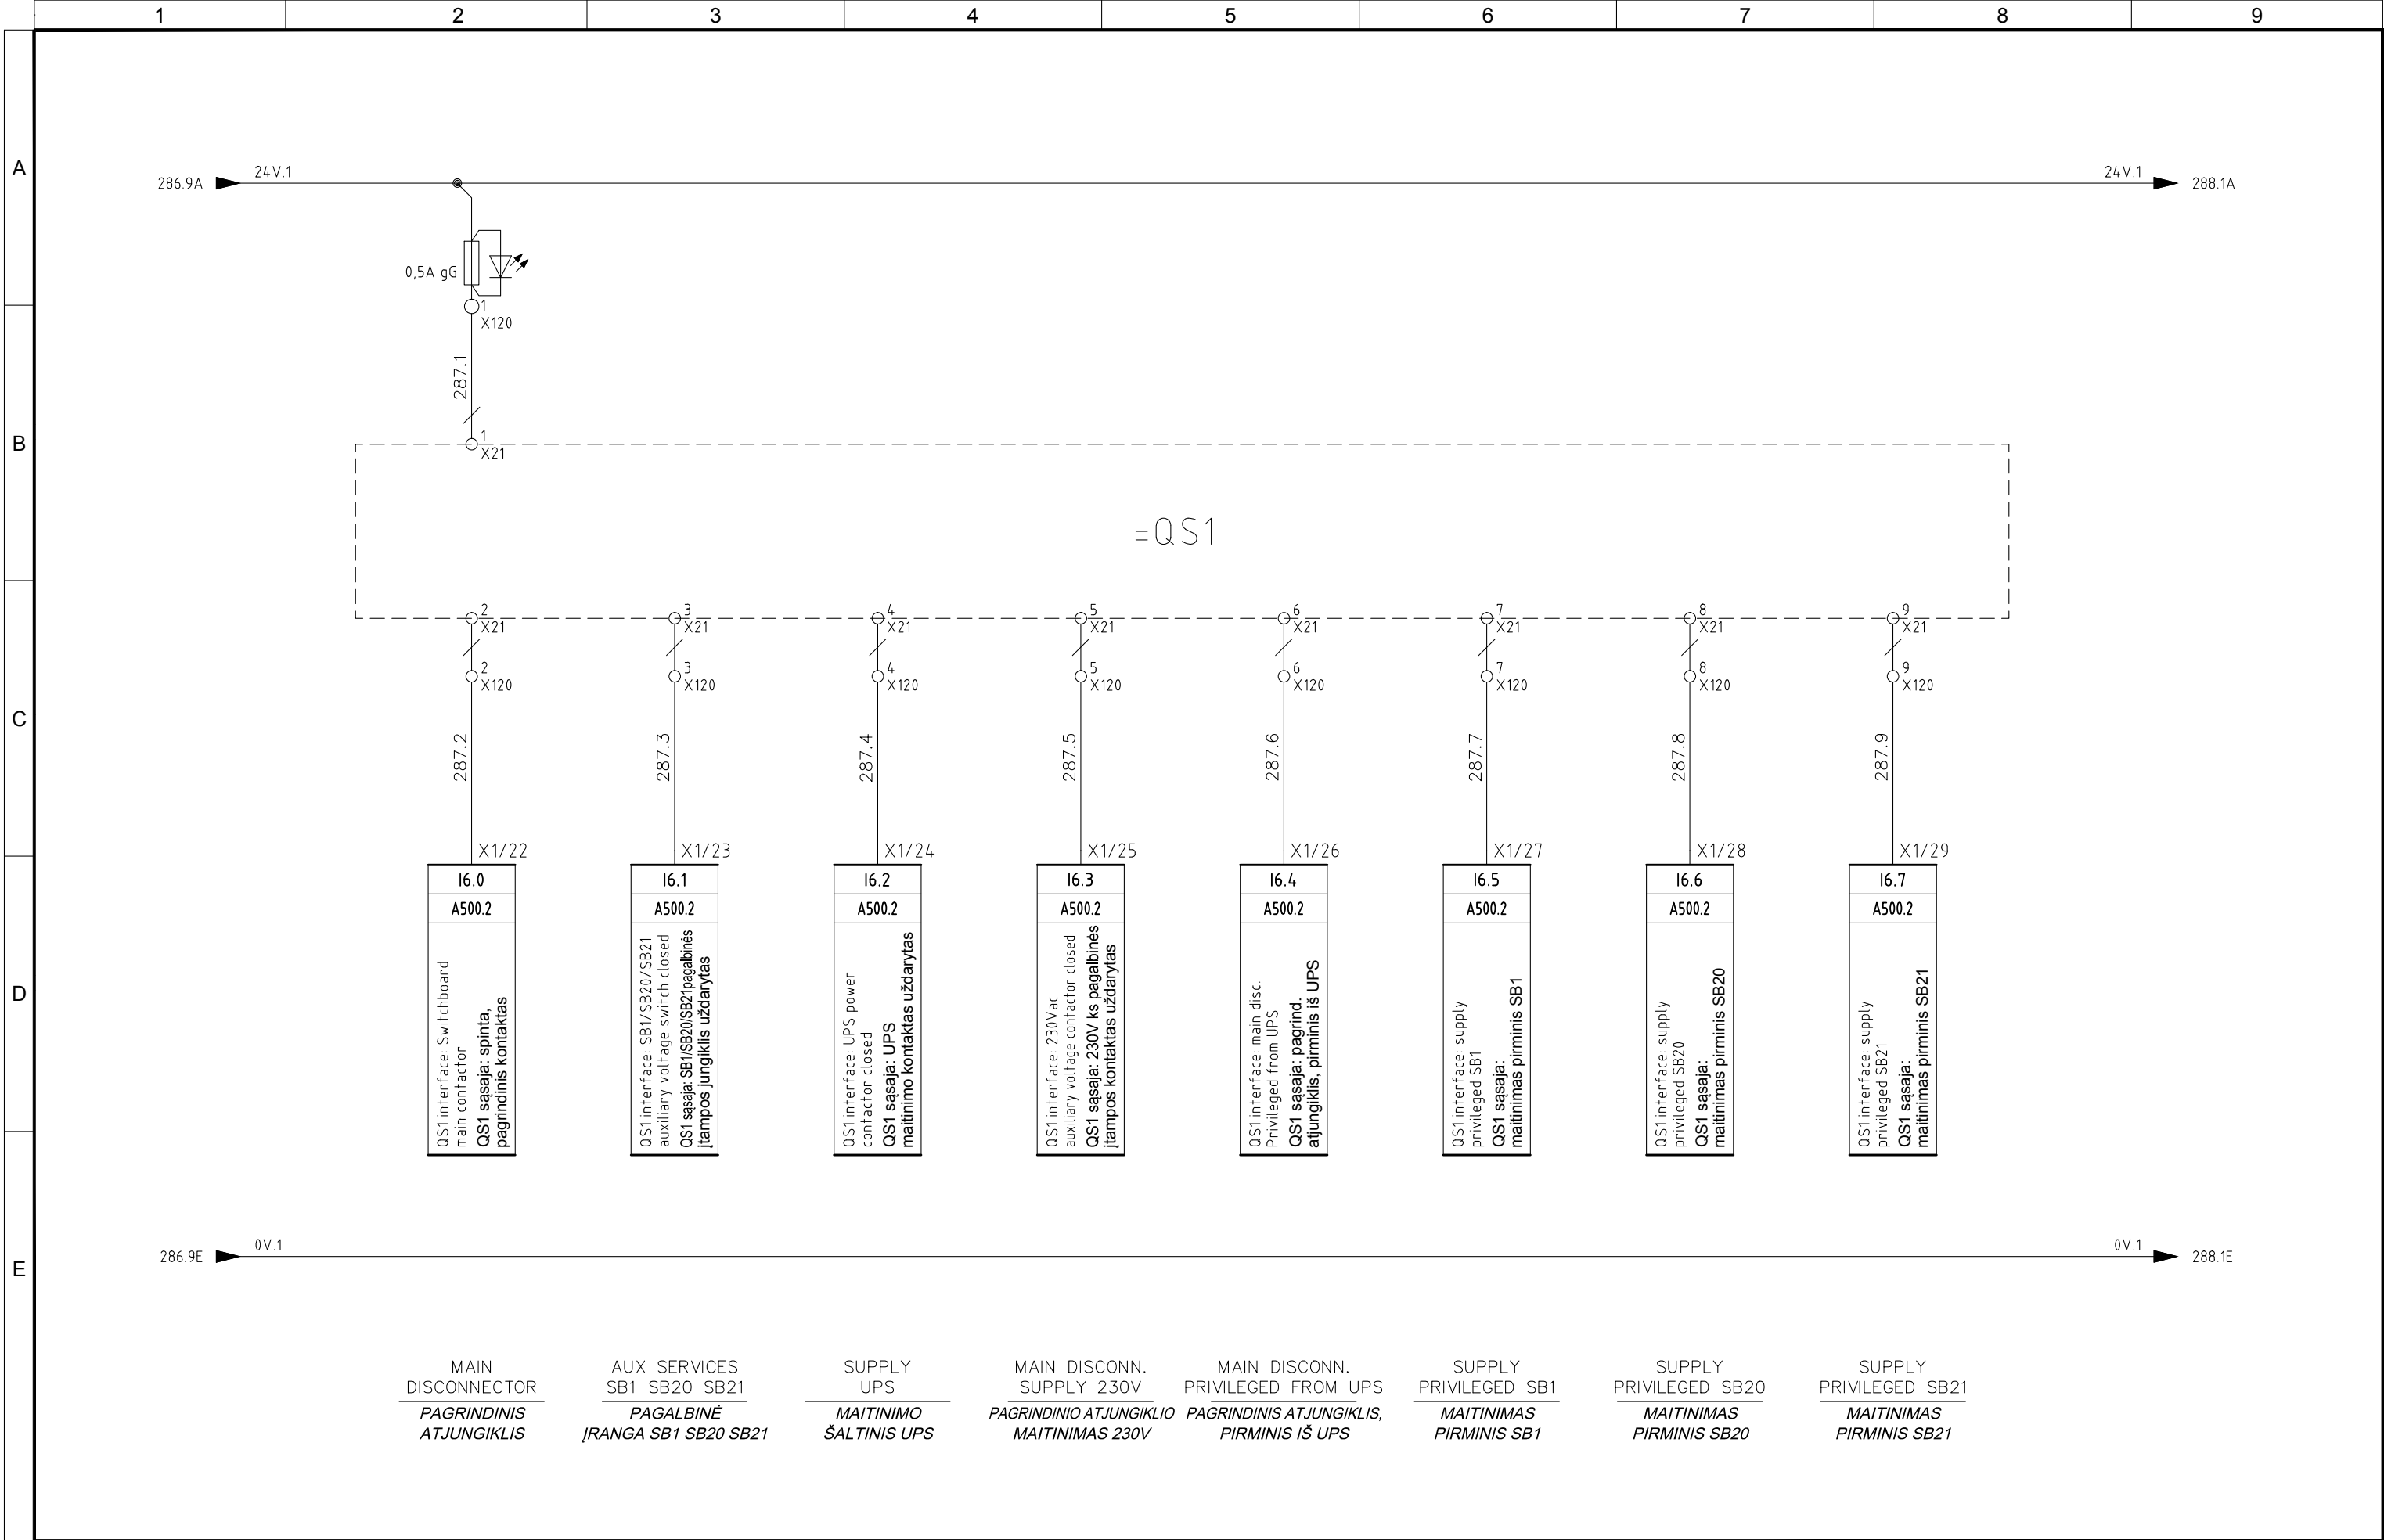 1 2 3 4 5 6 7 8 9
A
286.9A
24V.1
24V.1
288.1A
0,5A gG
1
X120
287.1
B
1
X21
=QS1
2 3 4 5 6 7 8 9
X21 X21 X21 X21 X21 X21 X21 X21
2 3 4 5 6 7 8 9
X120 X120 X120 X120 X120 X120 X120 X120
C
287.2 287.3 287.4 287.5 287.6 287.7 287.8 287.9
X1/22 X1/23 X1/24 X1/25 X1/26 X1/27 X1/28 X1/29
I6.0 I6.1 I6.2 I6.3 I6.4 I6.5 I6.6 I6.7
A500.2 A500.2 A500.2 A500.2 A500.2 A500.2 A500.2 A500.2
D
QS1 interface: Switchboard
main contactor
QS1 sąsaja: spinta,
pagrindinis kontaktas
QS1 interface: SB1/SB20/SB21
auxiliary voltage switch closed
QS1 sąsaja: SB1/SB20/SB21pagalbinės
įtampos jungiklis uždarytas
QS1 interface: UPS power
contactor closed
QS1 sąsaja: UPS
maitinimo kontaktas uždarytas
QS1 interface: 230Vac
auxiliary voltage contactor closed
QS1 sąsaja: 230V ks pagalbinės
įtampos kontaktas uždarytas
QS1 interface: main disc.
Privileged from UPS
QS1 sąsaja: pagrind.
atjungiklis, pirminis iš UPS
QS1 interface: supply
privileged SB1
QS1 sąsaja:
maitinimas pirminis SB1
QS1 interface: supply
privileged SB20
QS1 sąsaja:
maitinimas pirminis SB20
QS1 interface: supply
privileged SB21
QS1 sąsaja:
maitinimas pirminis SB21
E
286.9E
0V.1
0V.1
288.1E
MAIN
DISCONNECTOR
PAGRINDINIS
ATJUNGIKLIS
AUX SERVICES
SB1 SB20 SB21
PAGALBINĖ
ĮRANGA SB1 SB20 SB21
SUPPLY
UPS
MAITINIMO
ŠALTINIS UPS
MAIN DISCONN.
SUPPLY 230V
PAGRINDINIO ATJUNGIKLIO
MAITINIMAS 230V
MAIN DISCONN.
PRIVILEGED FROM UPS
PAGRINDINIS ATJUNGIKLIS,
PIRMINIS IŠ UPS
SUPPLY
PRIVILEGED SB1
MAITINIMAS
PIRMINIS SB1
SUPPLY
PRIVILEGED SB20
MAITINIMAS
PIRMINIS SB20
SUPPLY
PRIVILEGED SB21
MAITINIMAS
PIRMINIS SB21